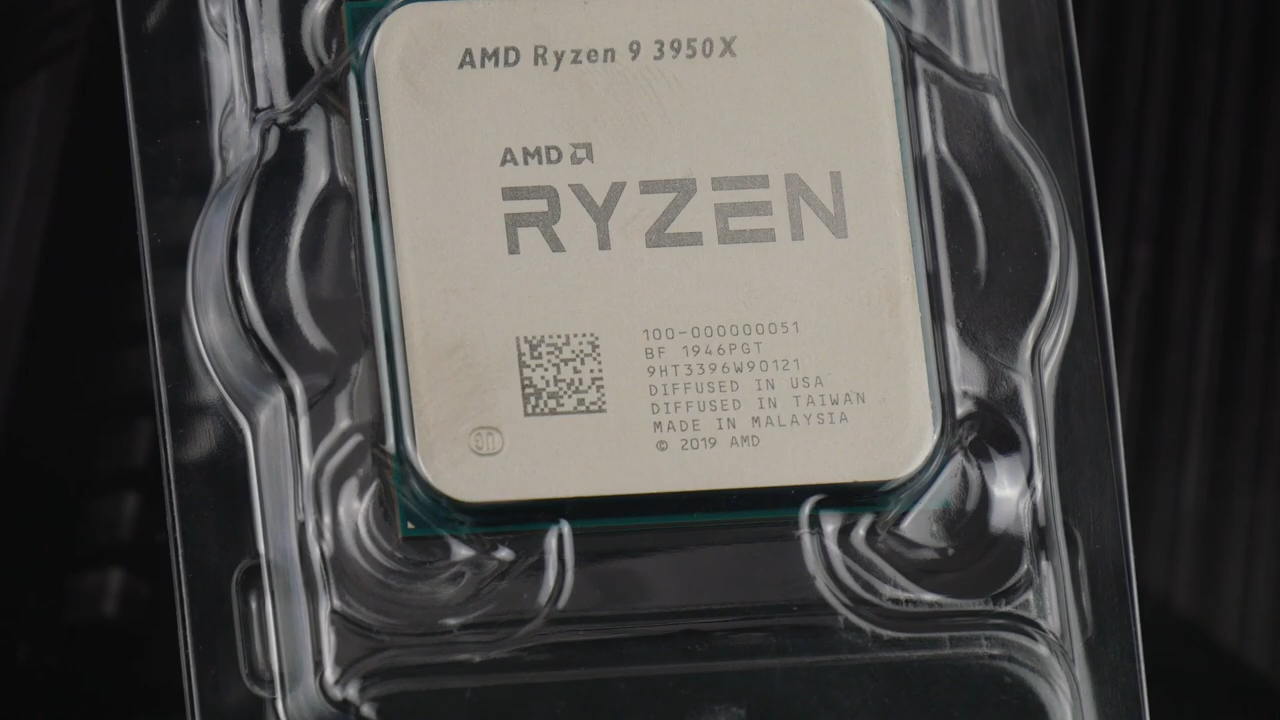 AMD Ryzen 9 3950X
AMD
RYZEN
100-000000051
BF 1946PGT
9HT3396W90121
DIFFUSED IN USA
DIFFUSED IN TAIWAN
MADE IN MALAYSIA
© 2019 AMD